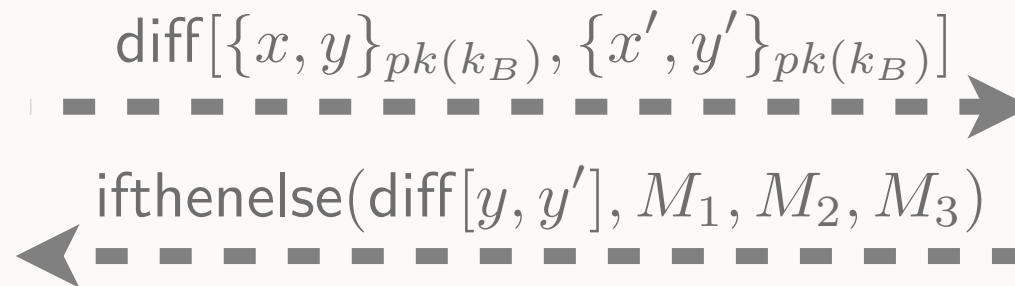 diff[{x, y}_{pk(k_B)}, {x′, y′}_{pk(k_B)}]
ifthenelse(diff[y, y′], M_1, M_2, M_3)